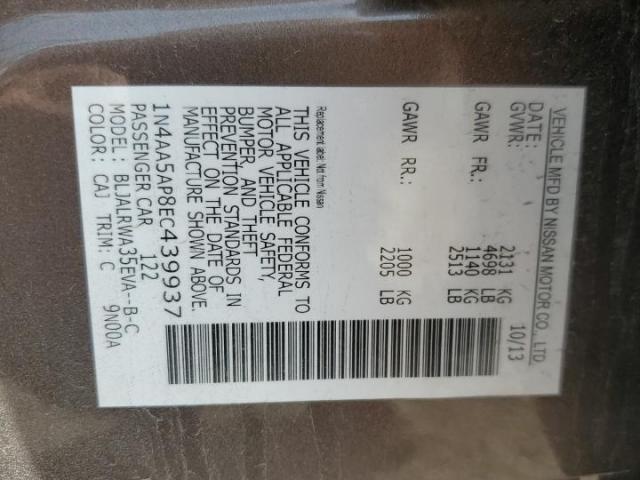 VEHICLE MFD BY NISSAN MOTOR CO., LTD
DATE: 10/13
GVWR: 2131 KG
4698 LB
GAWR FR.: 1140 KG
2513 LB
GAWR RR.: 1000 KG
2205 LB
Replacement label: Not from Nissan
THIS VEHICLE CONFORMS TO
ALL APPLICABLE FEDERAL
MOTOR VEHICLE SAFETY,
BUMPER, AND THEFT
PREVENTION STANDARDS IN
EFFECT ON THE DATE OF
MANUFACTURE SHOWN ABOVE.
1N4AA5AP8EC439937
PASSENGER CAR 122
MODEL: BLJALRWA35EVA--B-C
COLOR: CAJ TRIM: C 9N00A